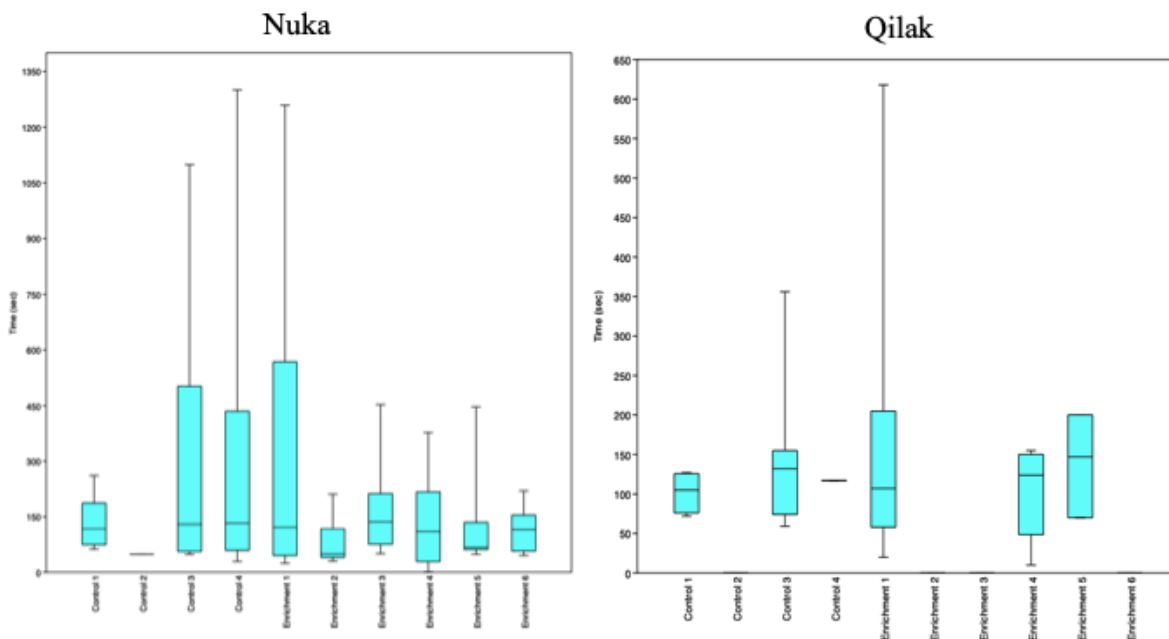 Nuka
1350
1200
1050
900
750
600
450
300
150
0
Time (sec)
Control 1
Control 2
Control 3
Control 4
Enrichment 1
Enrichment 2
Enrichment 3
Enrichment 4
Enrichment 5
Enrichment 6
Qilak
650
600
550
500
450
400
350
300
250
200
150
100
50
0
Time (sec)
Control 1
Control 2
Control 3
Control 4
Enrichment 1
Enrichment 2
Enrichment 3
Enrichment 4
Enrichment 5
Enrichment 6